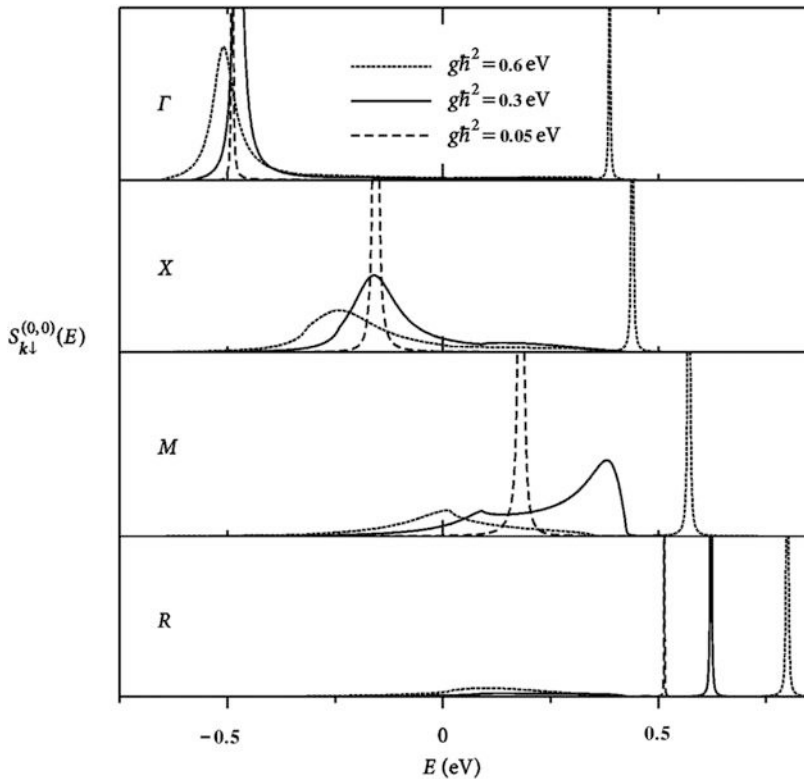 għ² = 0.6 eV
Γ
għ² = 0.3 eV
għ² = 0.05 eV
X
S_{k↓}^{(0,0)}(E)
M
R
−0.5 0 0.5
E (eV)